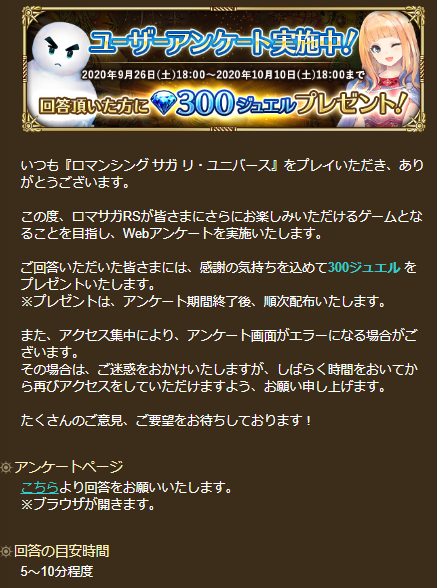 ユーザーアンケート実施中!
2020年9月26日(土)18:00～2020年10月10日(土)18:00まで
回答頂いた方に300ジュエルプレゼント!
いつも『ロマンシング サガ リ・ユニバース』をプレイいただき、あり
がとうございます。
この度、ロマサガRSが皆さまにさらにお楽しみいただけるゲームとな
ることを目指し、Webアンケートを実施いたします。
ご回答いただいた皆さまには、感謝の気持ちを込めて300ジュエル を
プレゼントいたします。
※プレゼントは、アンケート期間終了後、順次配布いたします。
また、アクセス集中により、アンケート画面がエラーになる場合がご
ざいます。
その場合は、ご迷惑をおかけいたしますが、しばらく時間をおいてか
ら再びアクセスをしていただけますよう、お願い申し上げます。
たくさんのご意見、ご要望をお待ちしております！
アンケートページ
こちらより回答をお願いいたします。
※ブラウザが開きます。
回答の目安時間
5～10分程度